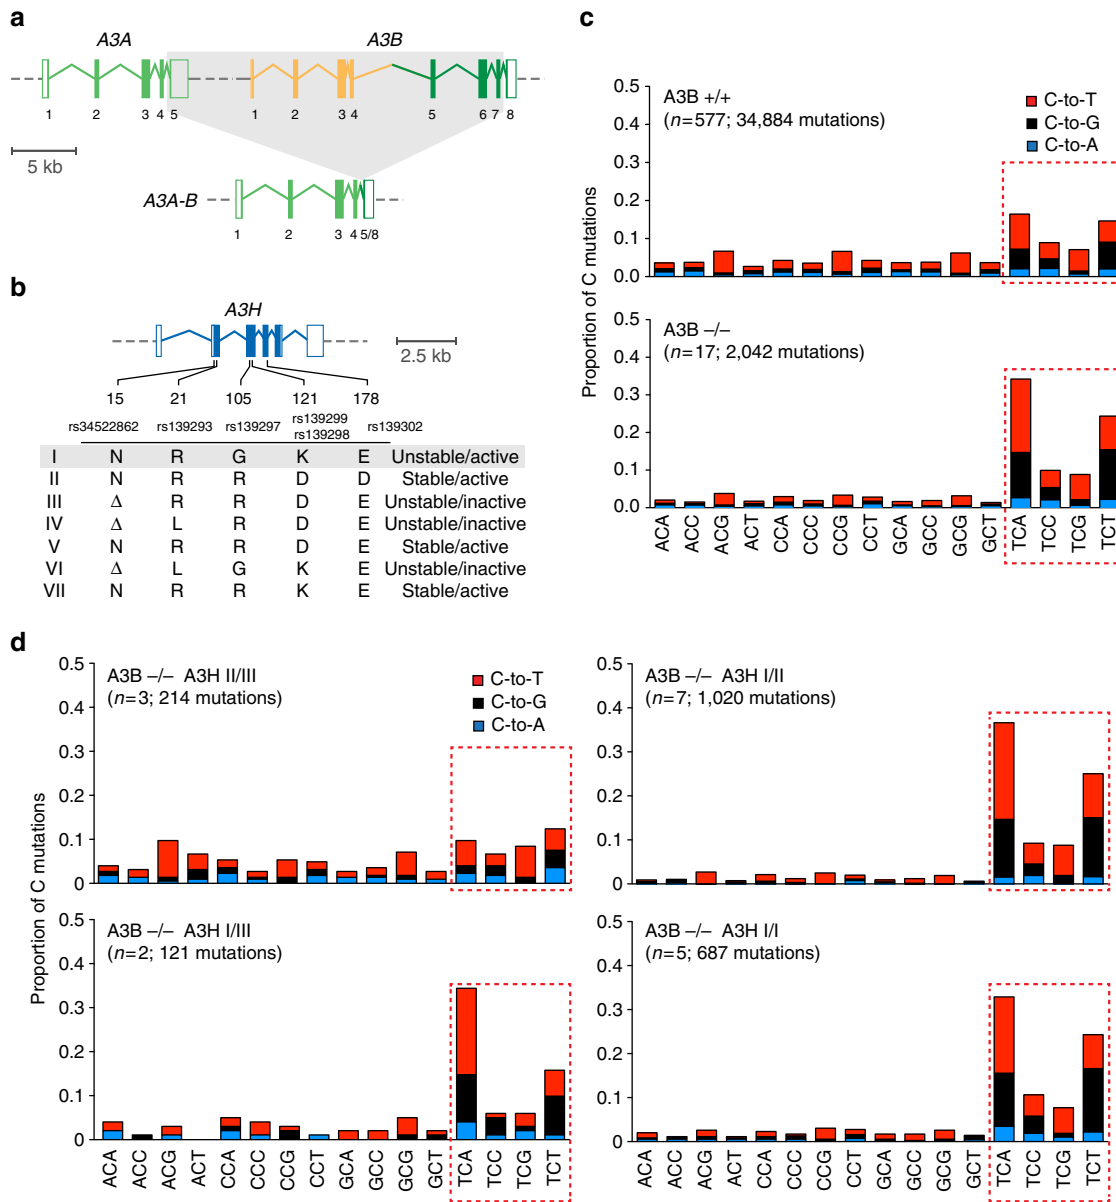 a
A3A
A3B
1 2 3 4 5 1 2 3 4 5 6 7 8
5 kb
A3A-B
1 2 3 4 5/8
b
A3H
2.5 kb
15 21 105 121 178
rs34522862 rs139293 rs139297 rs139299 rs139298 rs139302
I N R G K E Unstable/active
II N R R D D Stable/active
III Δ R R D E Unstable/inactive
IV Δ L R D E Unstable/inactive
V N R R D E Stable/active
VI Δ L G K E Unstable/inactive
VII N R R K E Stable/active
c
Proportion of C mutations
0.5
0.4
0.3
0.2
0.1
0.0
A3B +/+
(n=577; 34,884 mutations)
C-to-T
C-to-G
C-to-A
0.5
0.4
0.3
0.2
0.1
0.0
A3B –/–
(n=17; 2,042 mutations)
ACA ACC ACG ACT CCA CCC CCG CCT GCA GCC GCG GCT TCA TCC TCG TCT
d
Proportion of C mutations
0.5
0.4
0.3
0.2
0.1
0
A3B –/– A3H II/III
(n=3; 214 mutations)
C-to-T
C-to-G
C-to-A
0.5
0.4
0.3
0.2
0.1
0
A3B –/– A3H I/II
(n=7; 1,020 mutations)
0.5
0.4
0.3
0.2
0.1
0
A3B –/– A3H I/III
(n=2; 121 mutations)
ACA ACC ACG ACT CCA CCC CCG CCT GCA GCC GCG GCT TCA TCC TCG TCT
0.5
0.4
0.3
0.2
0.1
0
A3B –/– A3H I/I
(n=5; 687 mutations)
ACA ACC ACG ACT CCA CCC CCG CCT GCA GCC GCG GCT TCA TCC TCG TCT